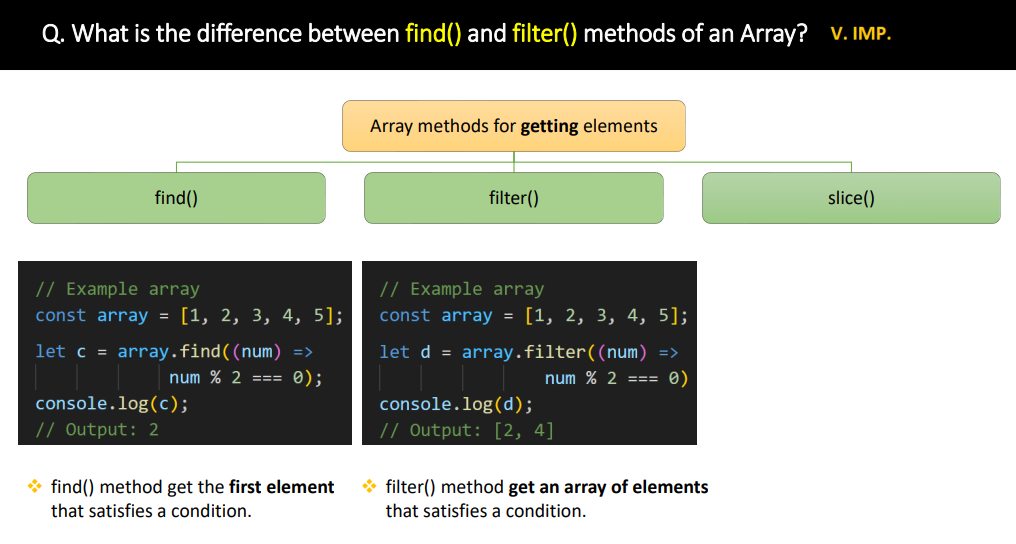 Q. What is the difference between find() and filter() methods of an Array? V. IMP.
Array methods for getting elements
find()
filter()
slice()
// Example array
const array = [1, 2, 3, 4, 5];
let c = array.find((num) =>
num % 2 === 0);
console.log(c);
// Output: 2
// Example array
const array = [1, 2, 3, 4, 5];
let d = array.filter((num) =>
num % 2 === 0)
console.log(d);
// Output: [2, 4]
find() method get the first element
that satisfies a condition.
filter() method get an array of elements
that satisfies a condition.